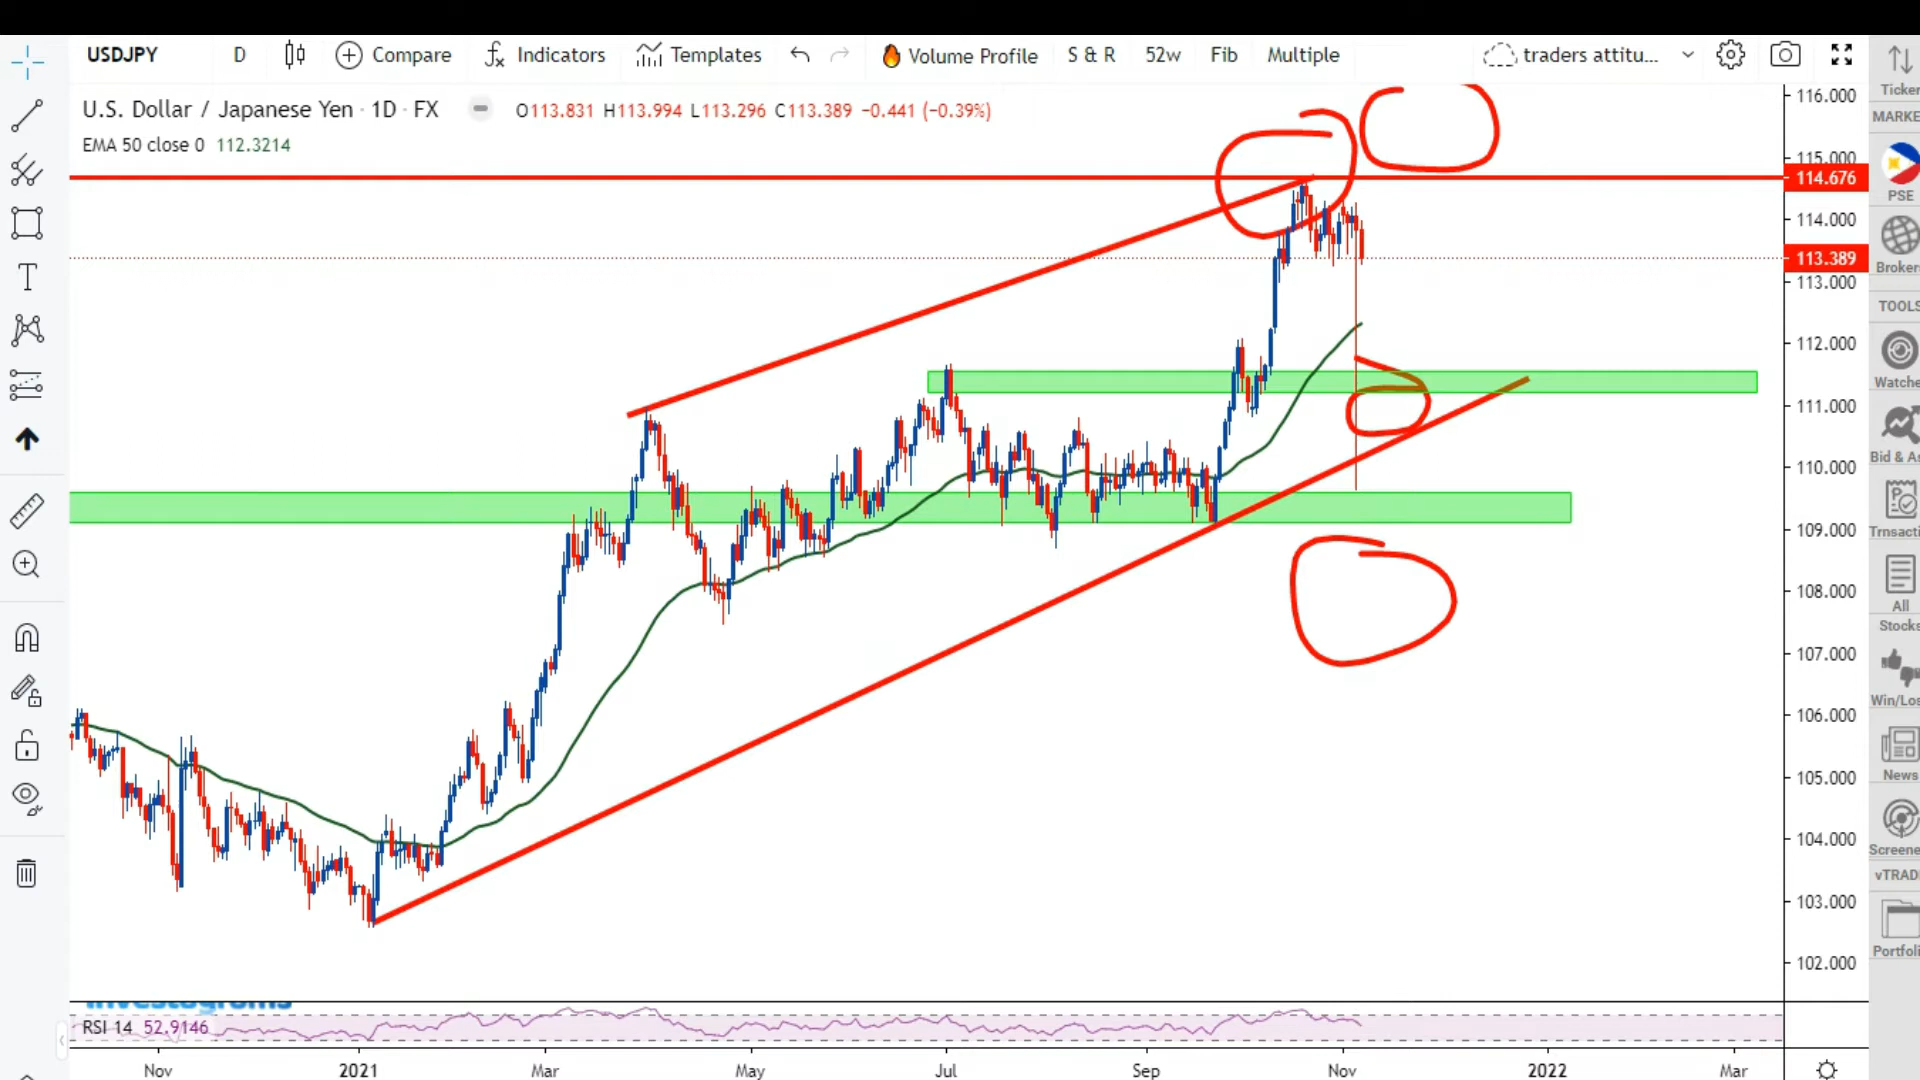 USDJPY D Compare Indicators Templates Volume Profile S & R 52w Fib Multiple traders attitu...
U.S. Dollar / Japanese Yen · 1D · FX O113.831 H113.994 L113.296 C113.389 −0.441 (−0.39%)
EMA 50 close 0 112.3214
116.000
115.000
114.676
114.000
113.389
113.000
112.000
111.000
110.000
109.000
108.000
107.000
106.000
105.000
104.000
103.000
102.000
Ticker
MARKE
PSE
Broker
TOOLS
Watche
Bid & As
Trnsacti
All
Stocks
Win/Los
News
Screene
vTRAD
Portfoli
RSI 14 52.9146
Nov 2021 Mar May Jul Sep Nov 2022 Mar